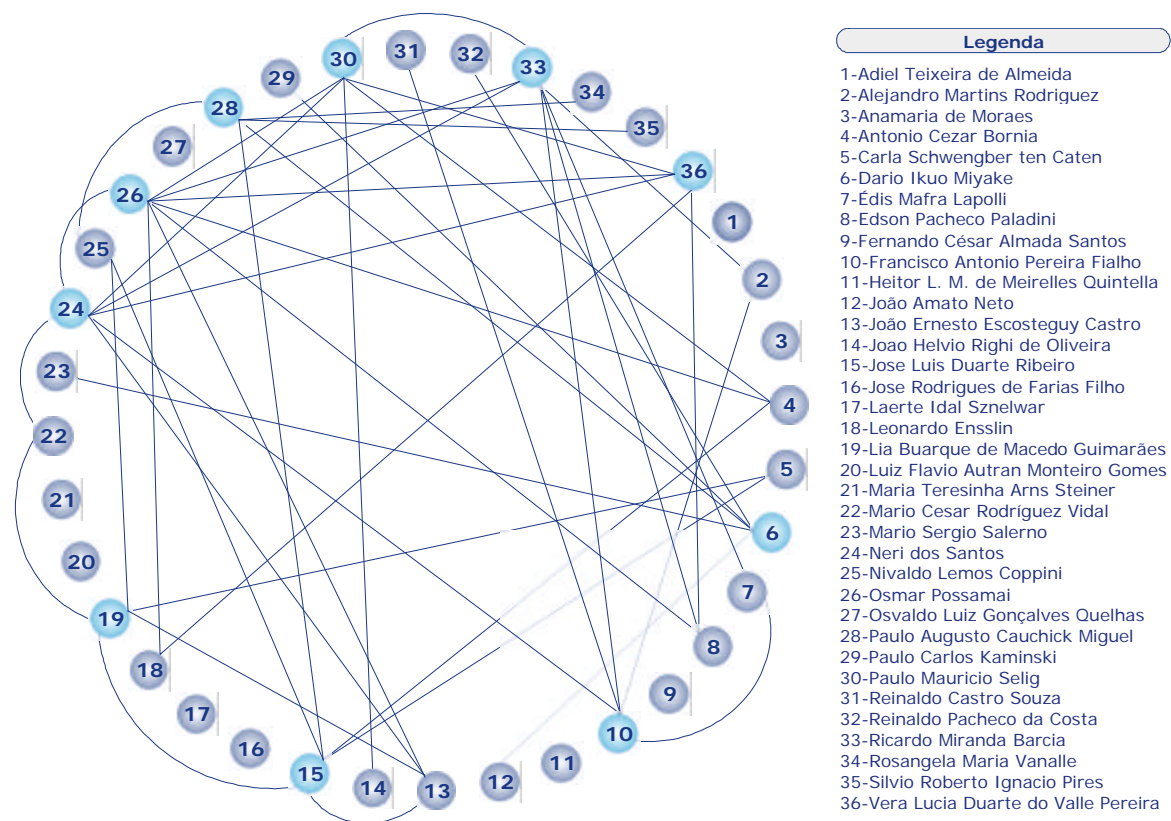 30
31
32
33
29
34
28
35
27
36
26
1
25
2
24
3
23
4
22
5
21
6
20
7
19
8
18
9
17
10
16
11
15
12
14
13
Legenda
1-Adiel Teixeira de Almeida
2-Alejandro Martins Rodriguez
3-Anamaria de Moraes
4-Antonio Cezar Bornia
5-Carla Schwengber ten Caten
6-Dario Ikuo Miyake
7-Édis Mafra Lapolli
8-Edson Pacheco Paladini
9-Fernando César Almada Santos
10-Francisco Antonio Pereira Fialho
11-Heitor L. M. de Meirelles Quintella
12-João Amato Neto
13-João Ernesto Escosteguy Castro
14-Joao Helvio Righi de Oliveira
15-Jose Luis Duarte Ribeiro
16-Jose Rodrigues de Farias Filho
17-Laerte Idal Sznelwar
18-Leonardo Ensslin
19-Lia Buarque de Macedo Guimarães
20-Luiz Flavio Autran Monteiro Gomes
21-Maria Teresinha Arns Steiner
22-Mario Cesar Rodríguez Vidal
23-Mario Sergio Salerno
24-Neri dos Santos
25-Nivaldo Lemos Coppini
26-Osmar Possamai
27-Osvaldo Luiz Gonçalves Quelhas
28-Paulo Augusto Cauchick Miguel
29-Paulo Carlos Kaminski
30-Paulo Mauricio Selig
31-Reinaldo Castro Souza
32-Reinaldo Pacheco da Costa
33-Ricardo Miranda Barcia
34-Rosangela Maria Vanalle
35-Silvio Roberto Ignacio Pires
36-Vera Lucia Duarte do Valle Pereira